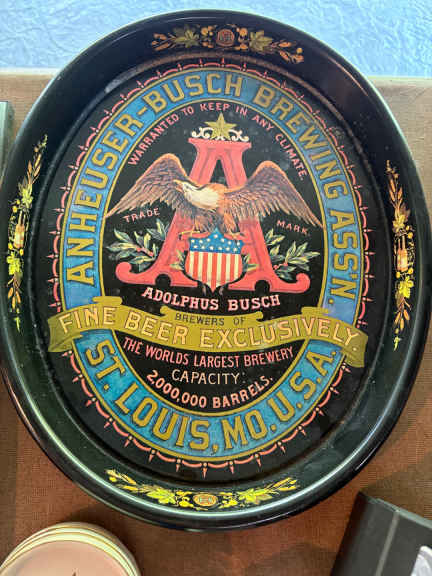 ANHEUSER-BUSCH BREWING ASS'N.
WARRANTED TO KEEP IN ANY CLIMATE.
A
TRADE MARK.
ADOLPHUS BUSCH
BREWERS OF
FINE BEER EXCLUSIVELY
THE WORLDS LARGEST BREWERY
CAPACITY:
2,000,000 BARRELS.
ST. LOUIS, MO. U.S.A.